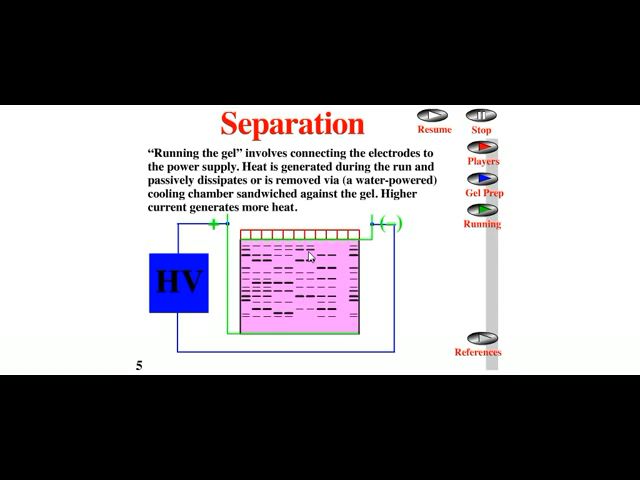 Separation
Resume
Stop
Players
Gel Prep
Running
“Running the gel” involves connecting the electrodes to
the power supply. Heat is generated during the run and
passively dissipates or is removed via (a water-powered)
cooling chamber sandwiched against the gel. Higher
current generates more heat.
+
(−)
HV
References
5